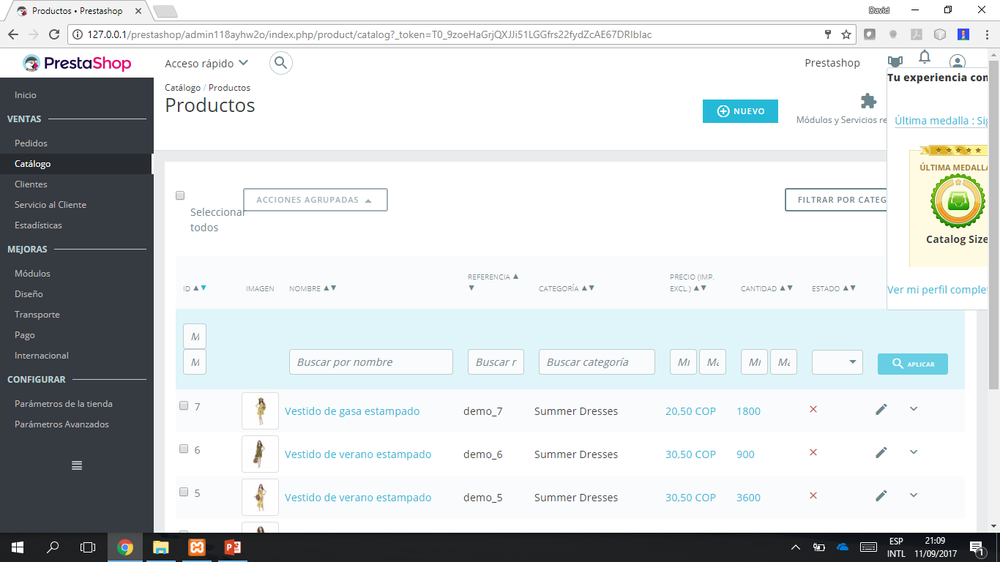 Productos • Prestashop
David
127.0.0.1/prestashop/admin118ayhw2o/index.php/product/catalog?_token=T0_9zoeHaGrjQXJJi51LGGfrs22fydZcAE67DRIblac
PrestaShop
Acceso rápido
Prestashop
Inicio
VENTAS
Pedidos
Catálogo
Clientes
Servicio al Cliente
Estadísticas
MEJORAS
Módulos
Diseño
Transporte
Pago
Internacional
CONFIGURAR
Parámetros de la tienda
Parámetros Avanzados
Catálogo / Productos
Productos
NUEVO
Módulos y Servicios re
Tu experiencia con
Última medalla : Sig
ÚLTIMA MEDALLA
Catalog Size
Ver mi perfil complet
Seleccionar
todos
ACCIONES AGRUPADAS
FILTRAR POR CATEG
ID ▲▼ IMAGEN NOMBRE ▲▼ REFERENCIA ▲▼ CATEGORÍA ▲▼ PRECIO (IMP. EXCL.) ▲▼ CANTIDAD ▲▼ ESTADO ▲▼
M
M Buscar por nombre Buscar r Buscar categoría Mi Ma Mi Ma APLICAR
7 Vestido de gasa estampado demo_7 Summer Dresses 20,50 COP 1800
6 Vestido de verano estampado demo_6 Summer Dresses 30,50 COP 900
5 Vestido de verano estampado demo_5 Summer Dresses 30,50 COP 3600
ESP
INTL
21:09
11/09/2017
1